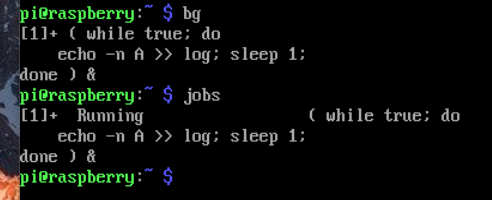 pi@raspberry:~ $ bg
[1]+ ( while true; do
    echo -n A >> log; sleep 1;
done ) &
pi@raspberry:~ $ jobs
[1]+  Running                 ( while true; do
    echo -n A >> log; sleep 1;
done ) &
pi@raspberry:~ $